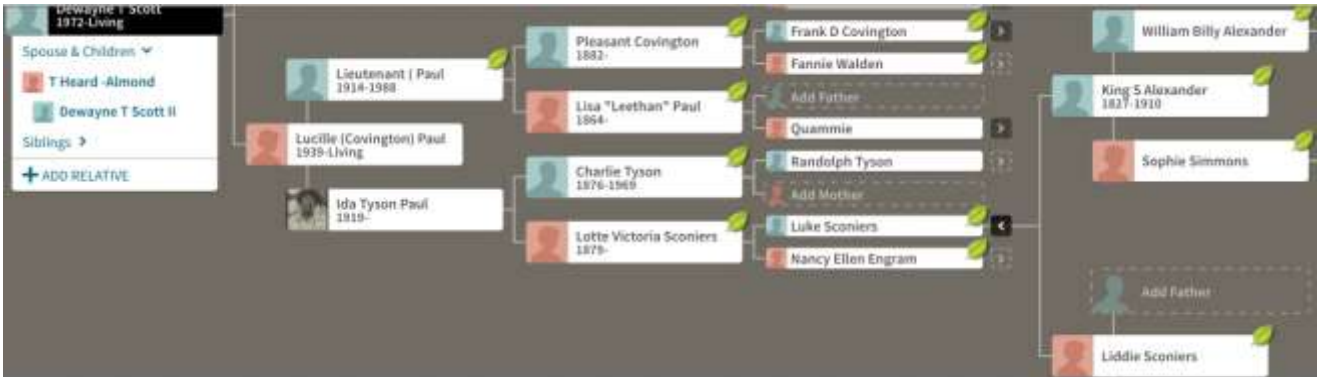 Dewayne T Scott
1972-Living
Spouse & Children
T Heard -Almond
Dewayne T Scott II
Siblings
ADD RELATIVE
Lieutenant ( Paul
1914-1988
Lucille (Covington) Paul
1939-Living
Ida Tyson Paul
1919-
Pleasant Covington
1882-
Lisa "Leethan" Paul
1864-
Charlie Tyson
1876-1969
Lotte Victoria Sconiers
1879-
Frank D Covington
Fannie Walden
Add Father
Quammie
Randolph Tyson
Add Mother
Luke Sconiers
Nancy Ellen Engram
William Billy Alexander
King S Alexander
1827-1910
Sophie Simmons
Add Father
Liddie Sconiers